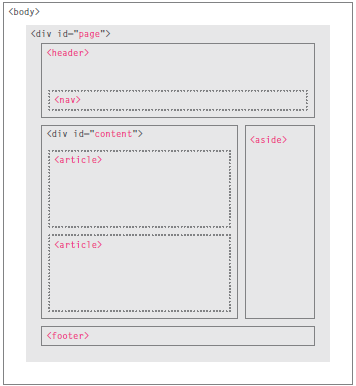 <body>
<div id="page">
<header>
<nav>
<div id="content">
<aside>
<article>
<article>
<footer>